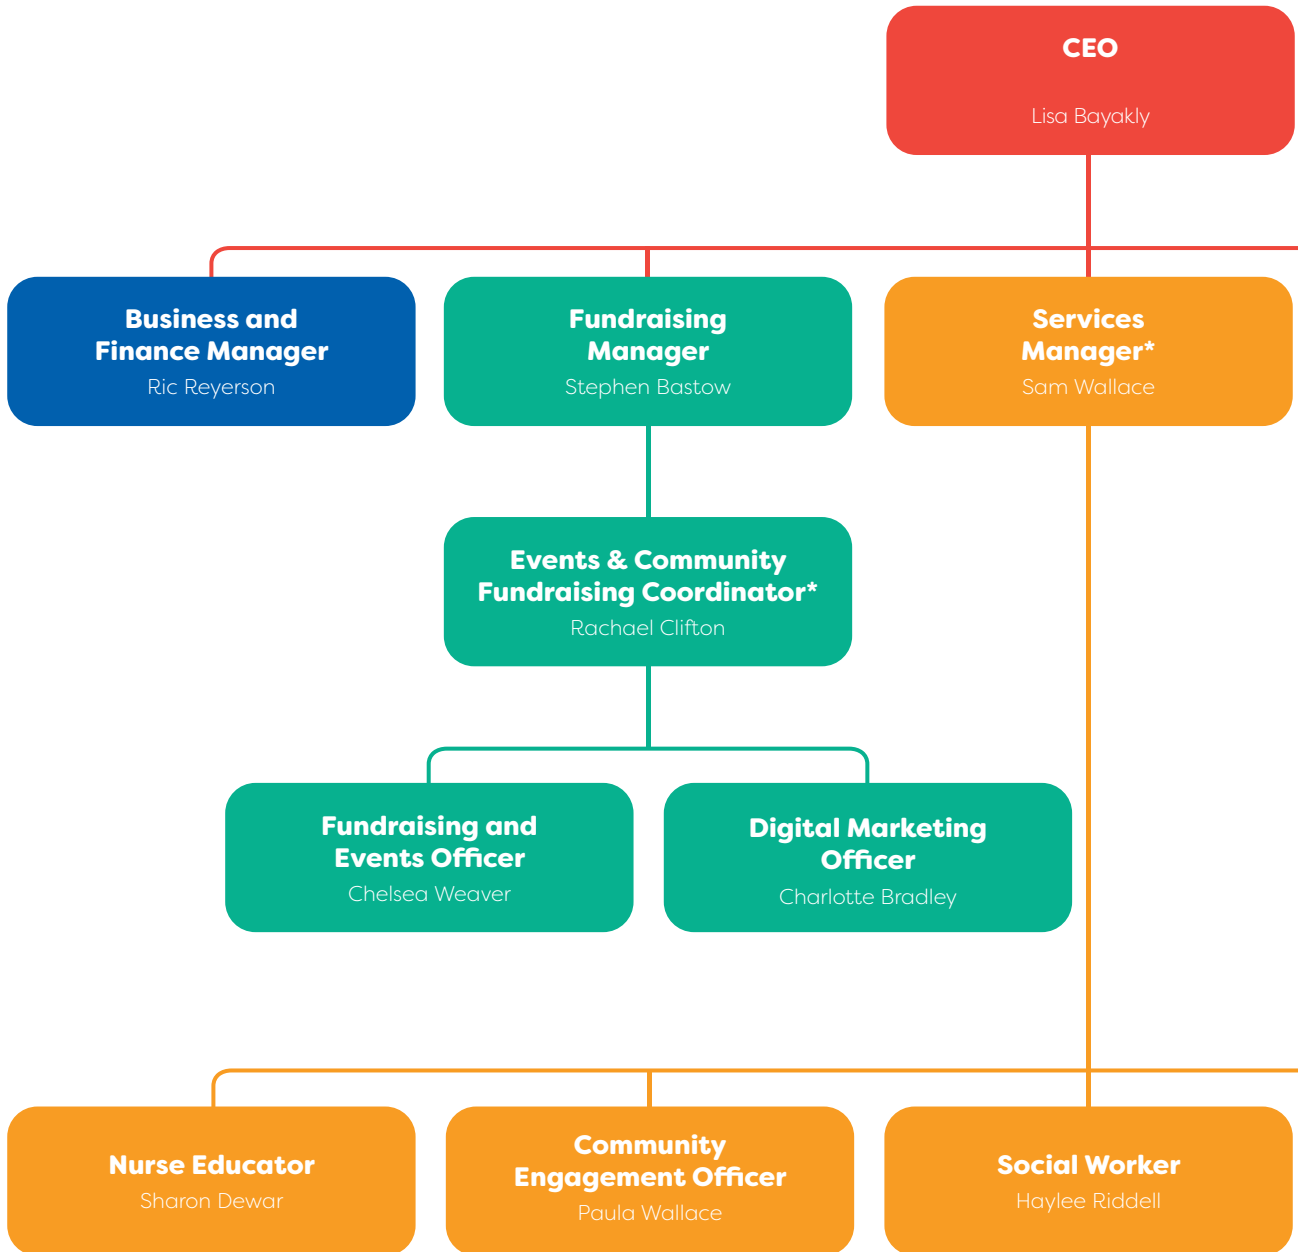 CEO
Lisa Bayakly
Business and
Finance Manager
Ric Reyerson
Fundraising
Manager
Stephen Bastow
Services
Manager*
Sam Wallace
Events & Community
Fundraising Coordinator*
Rachael Clifton
Fundraising and
Events Officer
Chelsea Weaver
Digital Marketing
Officer
Charlotte Bradley
Nurse Educator
Sharon Dewar
Community
Engagement Officer
Paula Wallace
Social Worker
Haylee Riddell